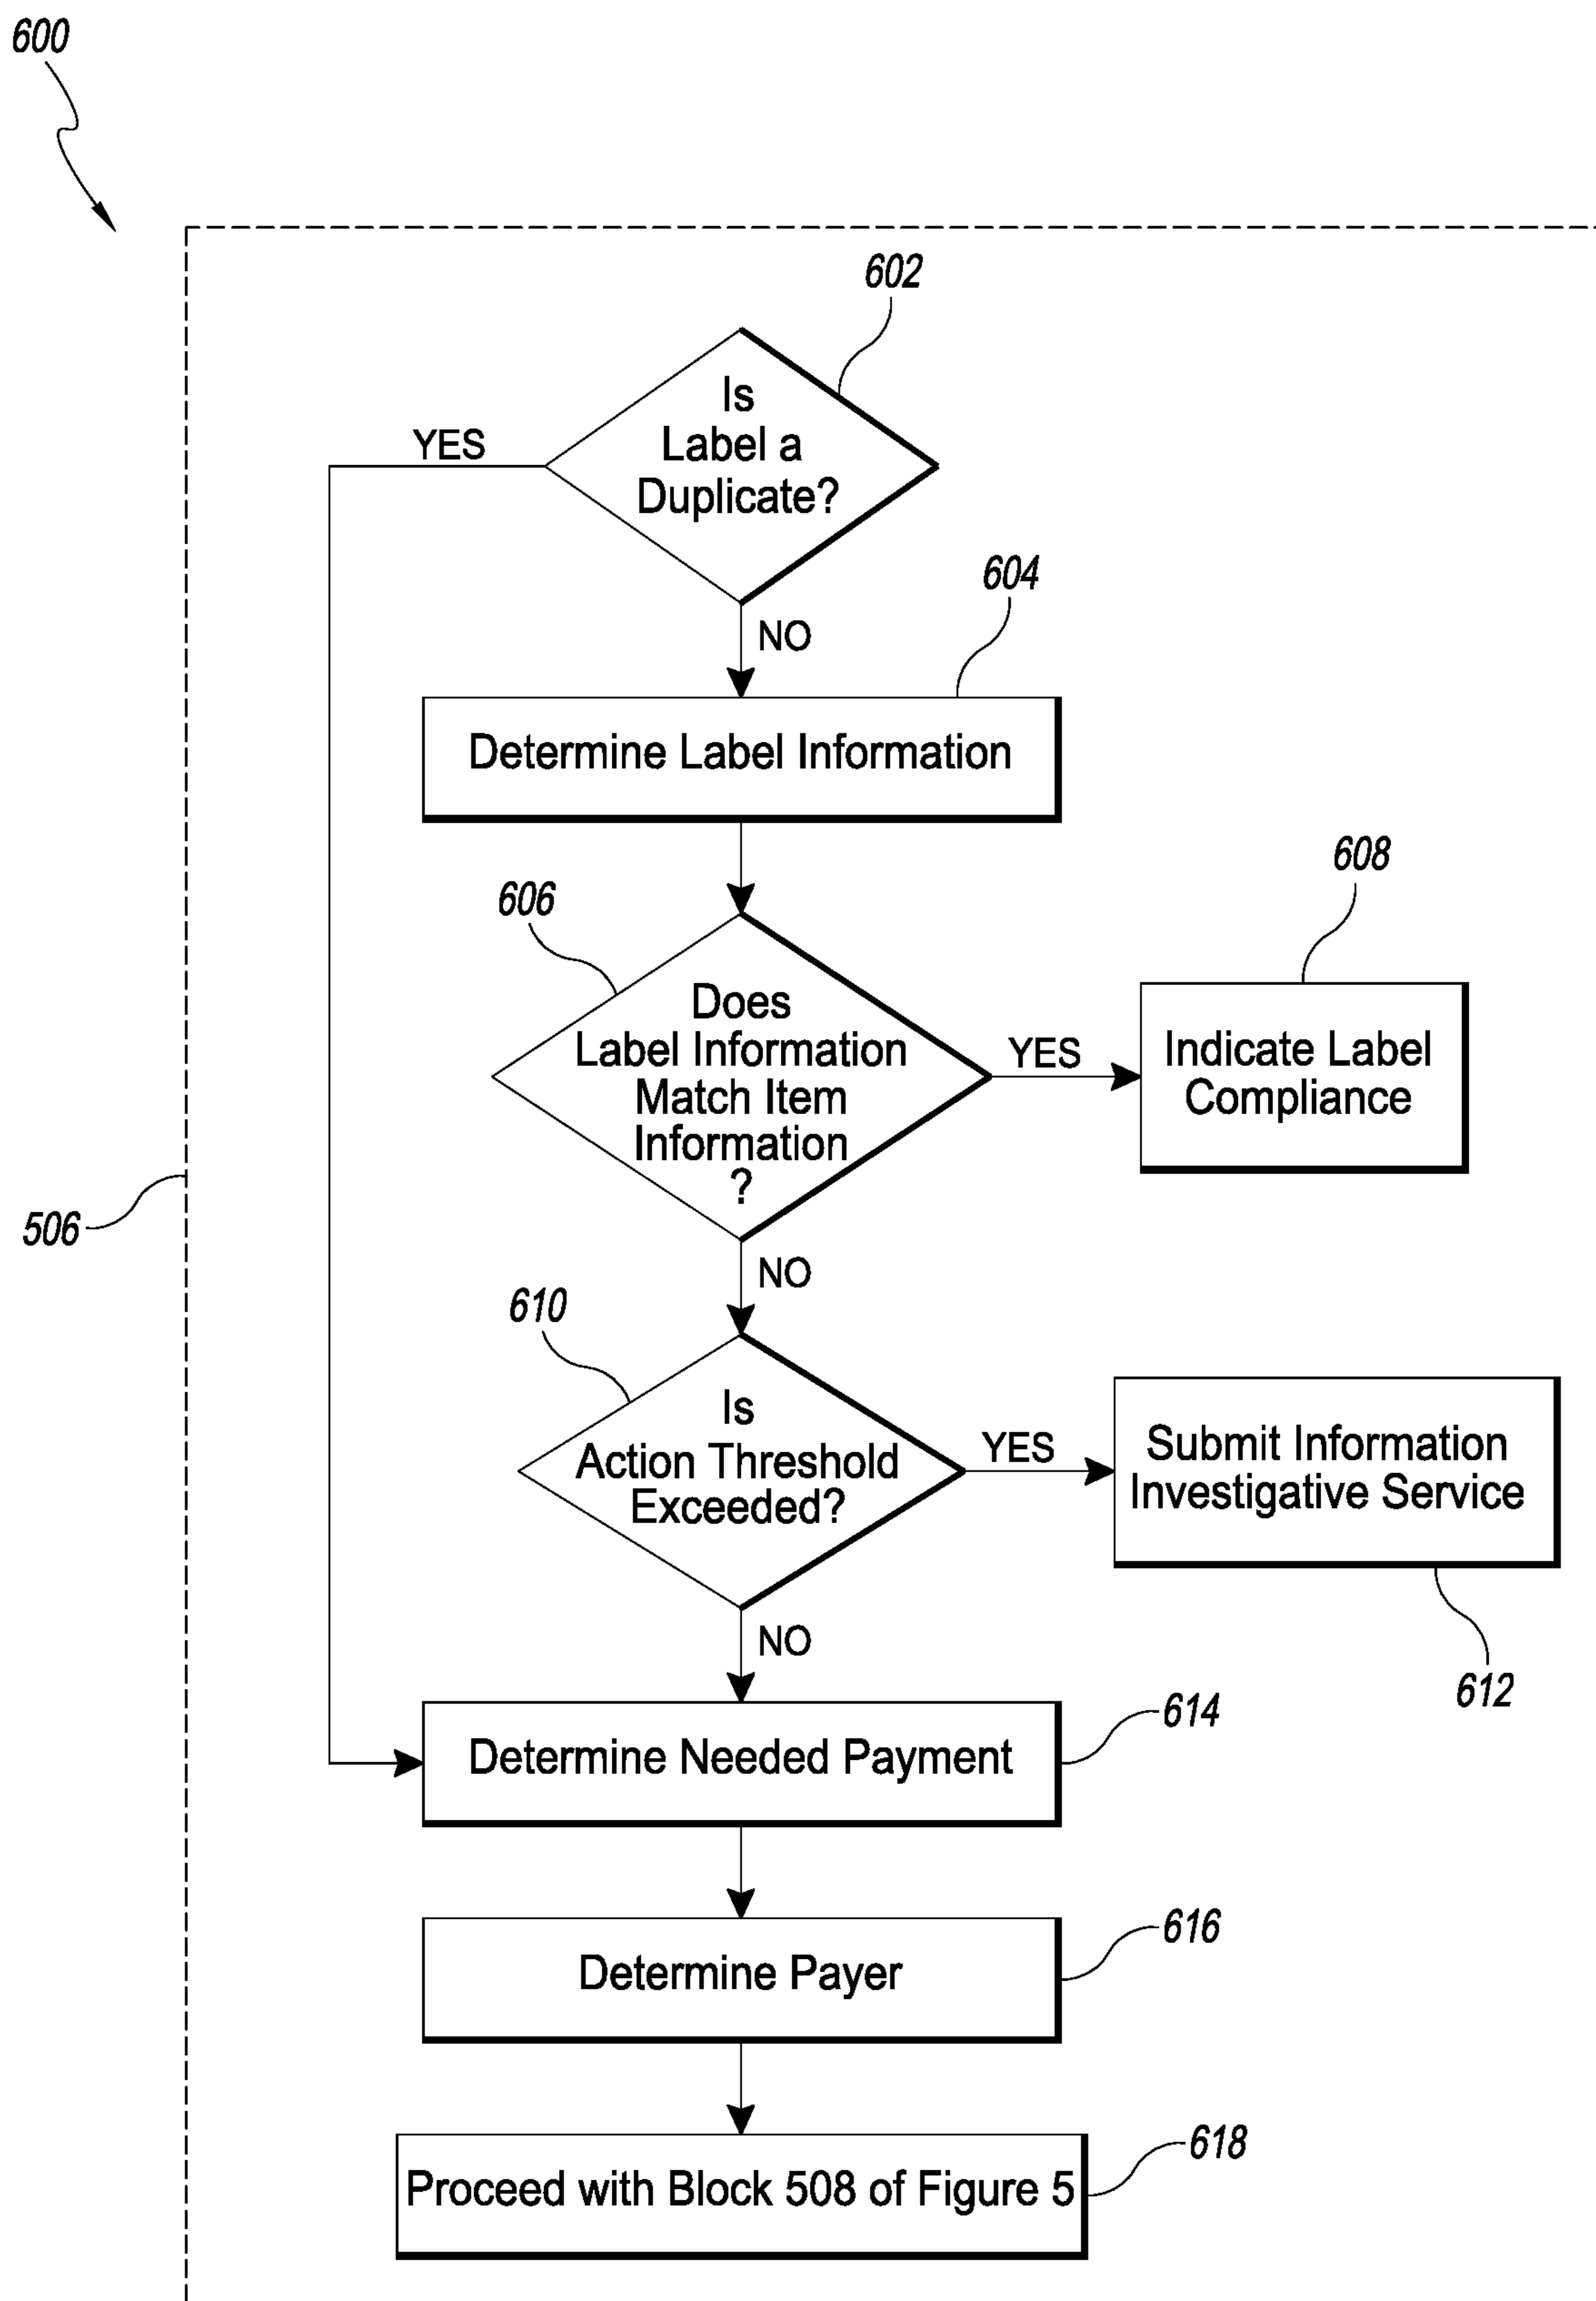 600
602
Is
Label a
Duplicate?
YES
604
NO
Determine Label Information
608
606
Does
Label Information
Match Item
Information
?
YES
Indicate Label
Compliance
506
NO
610
Is
Action Threshold
Exceeded?
YES
Submit Information
Investigative Service
NO
612
614
Determine Needed Payment
616
Determine Payer
618
Proceed with Block 508 of Figure 5